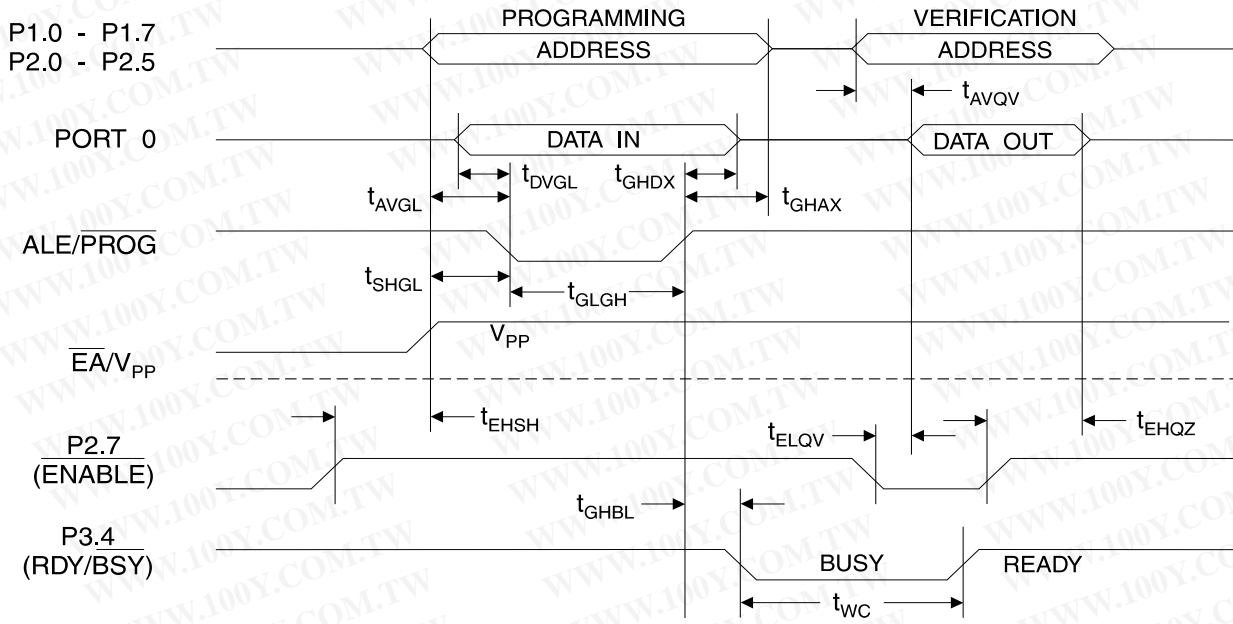 PROGRAMMING VERIFICATION
P1.0 - P1.7
P2.0 - P2.5
ADDRESS ADDRESS
tAVQV
PORT 0 DATA IN DATA OUT
tDVGL tGHDX
tAVGL tGHAX
ALE/PROG
tSHGL tGLGH
VPP
EA/VPP
tEHSH tELQV tEHQZ
P2.7
(ENABLE)
tGHBL
P3.4
(RDY/BSY) BUSY READY
tWC
WWW.100Y.COM.TW